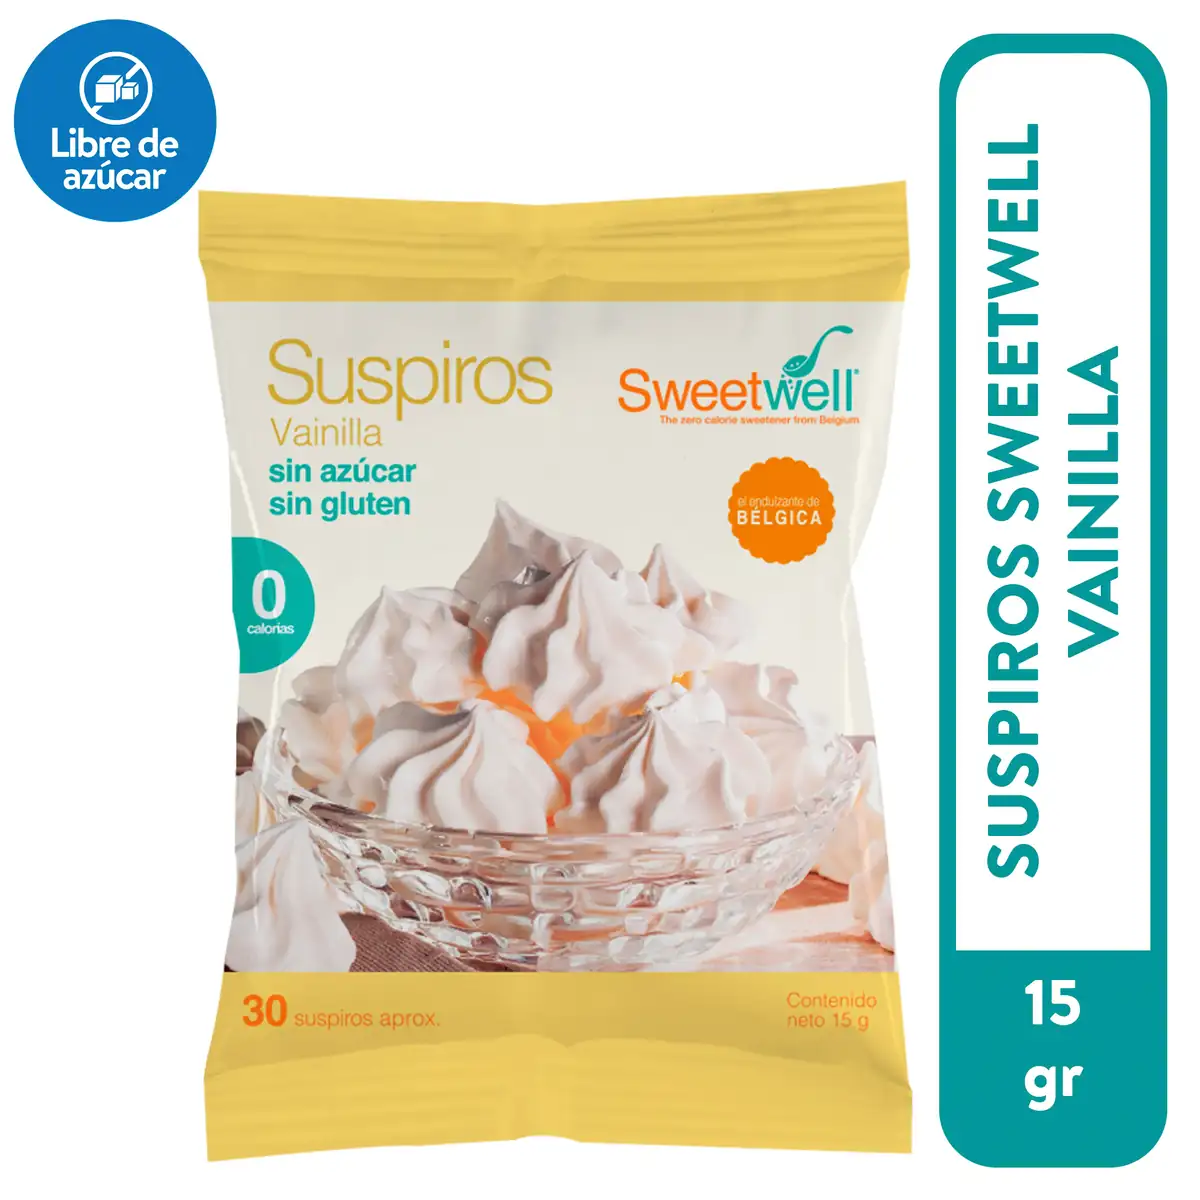 Libre de
azúcar
Suspiros
Vainilla
sin azúcar
sin gluten
Sweetwell®
The zero calorie sweetener from Belgium
el endulzante de
BÉLGICA
0
calorias
30 suspiros aprox.
Contenido
neto 15 g
SUSPIROS SWEETWELL
VAINILLA
15
gr